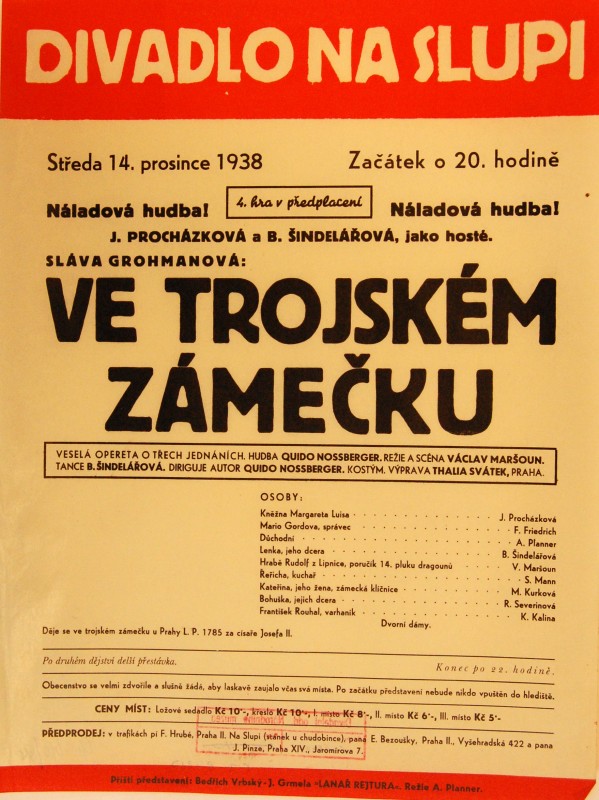 DIVADLO NA SLUPI
Středa 14. prosince 1938 Začátek o 20. hodině
Náladová hudba! 4. hra v předplacení Náladová hudba!
J. PROCHÁZKOVÁ a B. ŠINDELÁŘOVÁ, jako hosté.
SLÁVA GROHMANOVÁ:
VE TROJSKÉM
ZÁMEČKU
VESELÁ OPERETA O TŘECH JEDNÁNÍCH. HUDBA QUIDO NOSSBERGER. REŽIE A SCÉNA VÁCLAV MARŠOUN.
TANCE B. ŠINDELÁŘOVÁ. DIRIGUJE AUTOR QUIDO NOSSBERGER. KOSTÝM. VÝPRAVA THALIA SVÁTEK, PRAHA.
OSOBY:
Kněžna Margareta Luisa . . . . . . . . . . J. Procházková
Mario Gordova, správec . . . . . . . . . . F. Friedrich
Důchodní . . . . . . . . . . A. Planner
Lenka, jeho dcera . . . . . . . . . . B. Šindelářová
Hrabě Rudolf z Lipnice, poručík 14. pluku dragounů . . . . V. Maršoun
Řeřicha, kuchař . . . . . . . . . . S. Mann
Kateřina, jeho žena, zámecká klíčnice . . . . . . M. Kurková
Bohuška, jejich dcera . . . . . . . . . . R. Severinová
František Rouhal, varhaník . . . . . . . . . . K. Kalina
Dvorní dámy.
Děje se ve trojském zámečku u Prahy L. P. 1785 za císaře Josefa II.
Po druhém dějství delší přestávka. Konec po 22. hodině.
Obecenstvo se velmi zdvořile a slušně žádá, aby laskavě zaujalo včas svá místa. Po začátku představení nebude nikdo vpuštěn do hlediště.
CENY MÍST: Ložové sedadlo Kč 10·-, křeslo Kč 10·-, I. místo Kč 8·-, II. místo Kč 6·-, III. místo Kč 5·-
PŘEDPRODEJ: v trafikách pí F. Hrubé, Praha II. Na Slupi (stánek u chudobince), paná E. Bezoušky, Praha II., Vyšehradská 422 a pana
J. Pinze, Praha XIV., Jaromírova 7.
Příští představení: Bedřich Vrbský - J. Grmela »LANAŘ REJTURA«. Režie A. Planner.